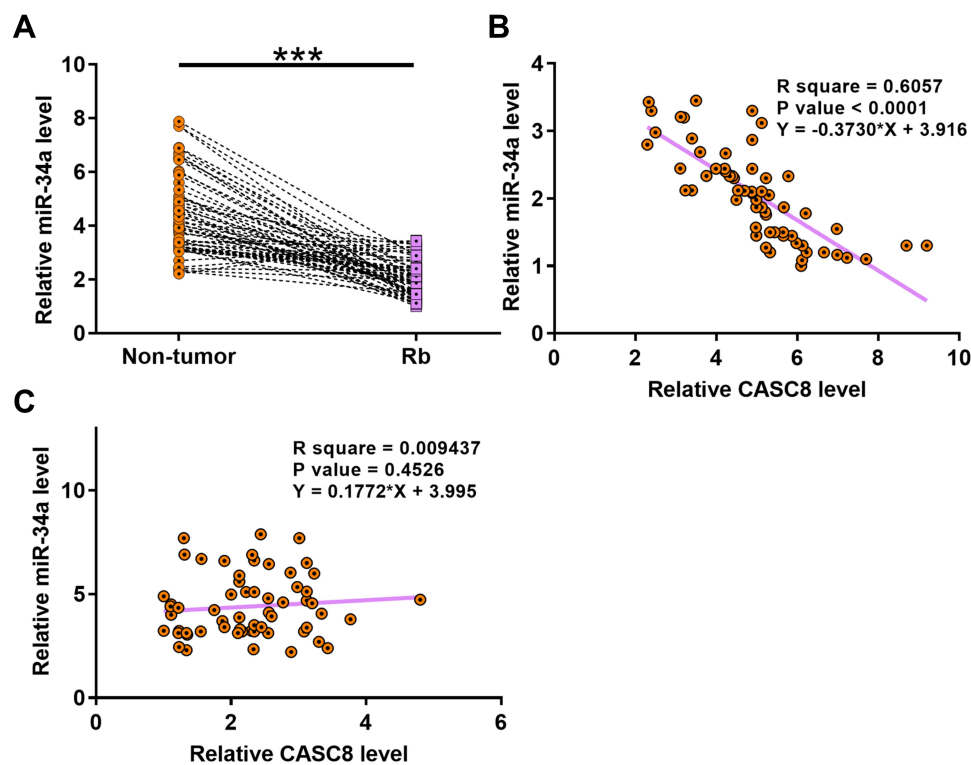 A
***
10
8
6
4
2
0
Relative miR-34a level
Non-tumor
Rb
B
R square = 0.6057
P value < 0.0001
Y = -0.3730*X + 3.916
4
3
2
1
0
Relative miR-34a level
0
2
4
6
8
10
Relative CASC8 level
C
R square = 0.009437
P value = 0.4526
Y = 0.1772*X + 3.995
10
5
0
Relative miR-34a level
0
2
4
6
Relative CASC8 level